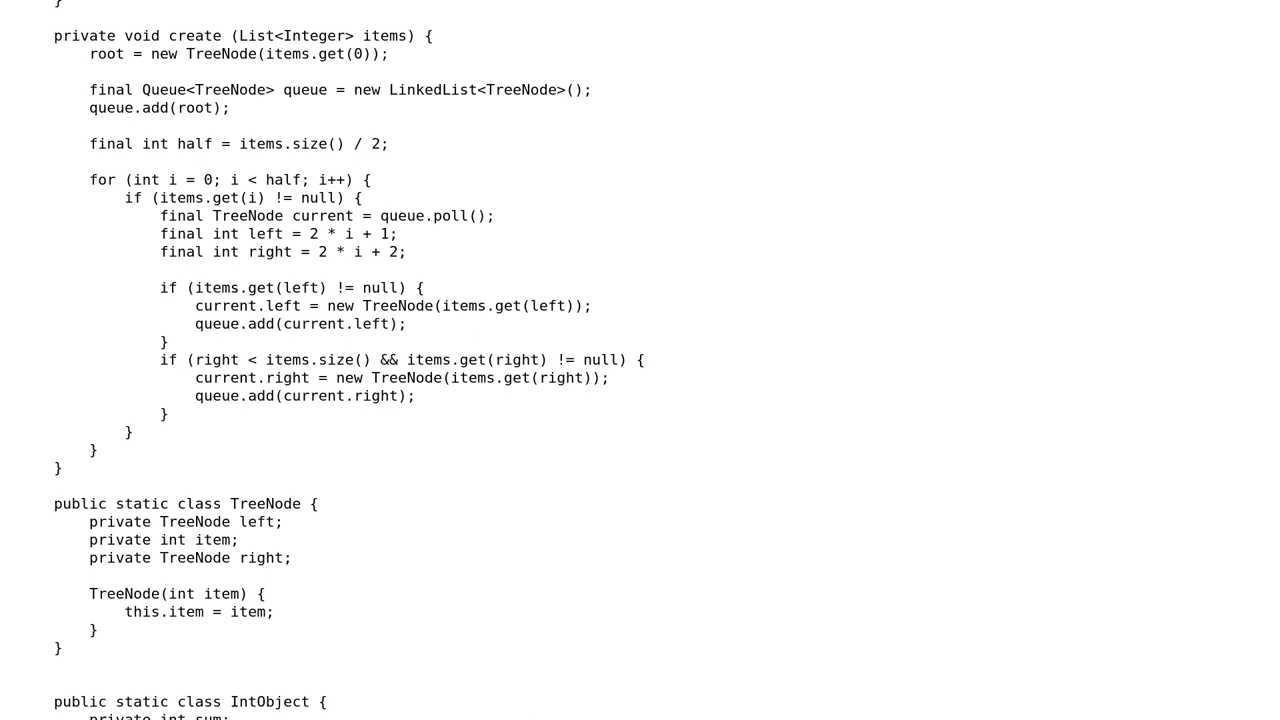 }
private void create (List<Integer> items) {
root = new TreeNode(items.get(0));
final Queue<TreeNode> queue = new LinkedList<TreeNode>();
queue.add(root);
final int half = items.size() / 2;
for (int i = 0; i < half; i++) {
if (items.get(i) != null) {
final TreeNode current = queue.poll();
final int left = 2 * i + 1;
final int right = 2 * i + 2;
if (items.get(left) != null) {
current.left = new TreeNode(items.get(left));
queue.add(current.left);
}
if (right < items.size() && items.get(right) != null) {
current.right = new TreeNode(items.get(right));
queue.add(current.right);
}
}
}
}
public static class TreeNode {
private TreeNode left;
private int item;
private TreeNode right;
TreeNode(int item) {
this.item = item;
}
}
public static class IntObject {
private int sum;